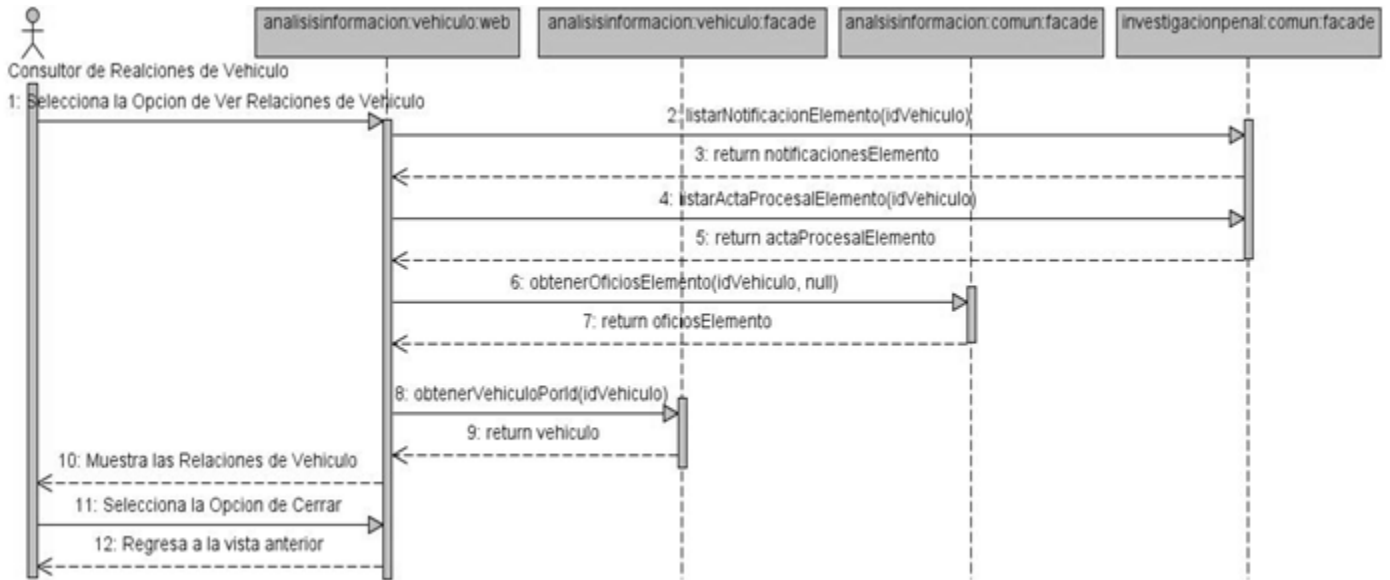 analisisinformacion:vehiculo:web
analisisinformacion:vehiculo:facade
analsisinformacion:comun:facade
investigacionpenal:comun:facade
Consultor de Realciones de Vehiculo
1: Selecciona la Opcion de Ver Relaciones de Vehiculo
2: listarNotificacionElemento(idVehiculo)
3: return notificacionesElemento
4: listarActaProcesalElemento(idVehiculo)
5: return actaProcesalElemento
6: obtenerOficiosElemento(idVehiculo, null)
7: return oficiosElemento
8: obtenerVehiculoPorId(idVehiculo)
9: return vehiculo
10: Muestra las Relaciones de Vehiculo
11: Selecciona la Opcion de Cerrar
12: Regresa a la vista anterior